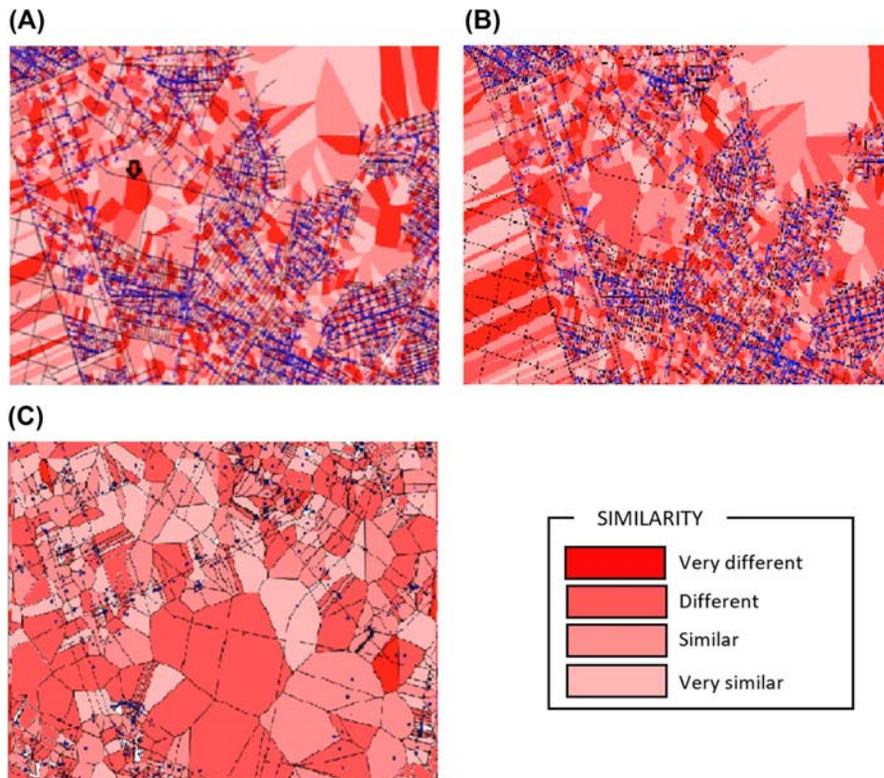 (A)
(B)
(C)
SIMILARITY
Very different
Different
Similar
Very similar